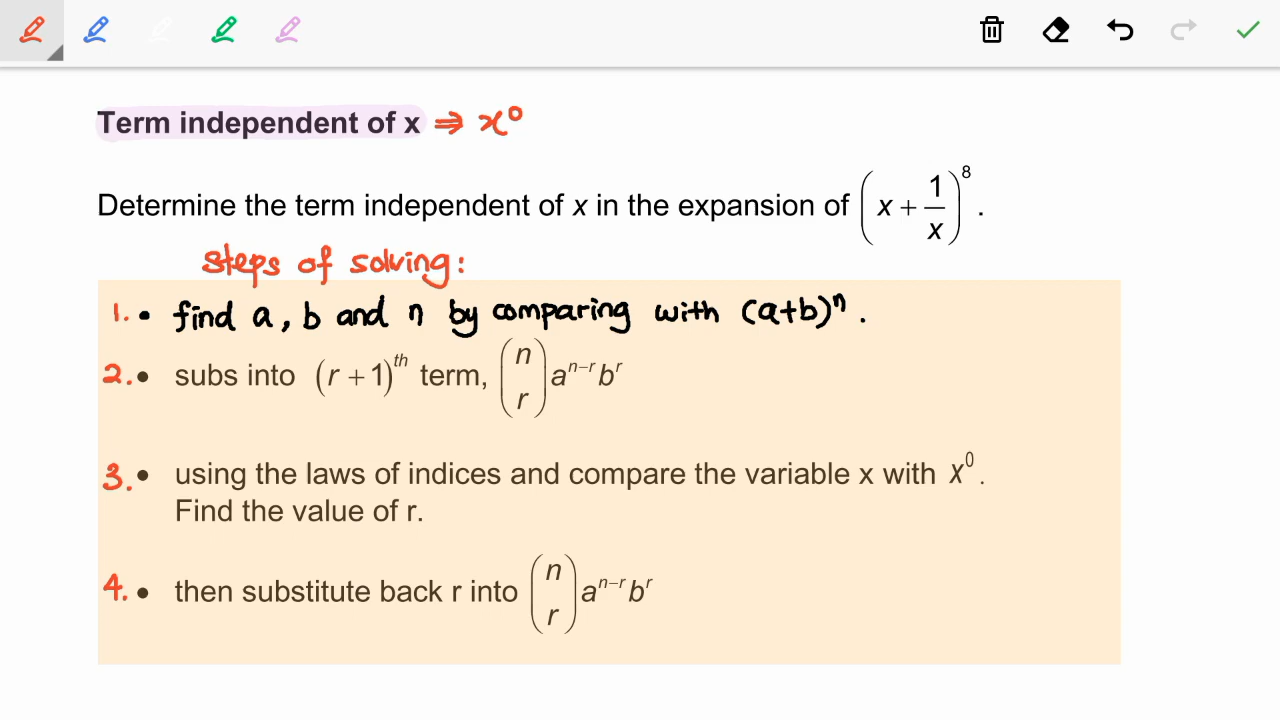 Term independent of x ⇒ x⁰
Determine the term independent of x in the expansion of (x + 1/x)⁸.
Steps of solving:
1. • find a, b and n by comparing with (a+b)ⁿ.
2. • subs into (r + 1)ᵗʰ term, (n r) aⁿ⁻ʳbʳ
3. • using the laws of indices and compare the variable x with x⁰.
Find the value of r.
4. • then substitute back r into (n r) aⁿ⁻ʳbʳ